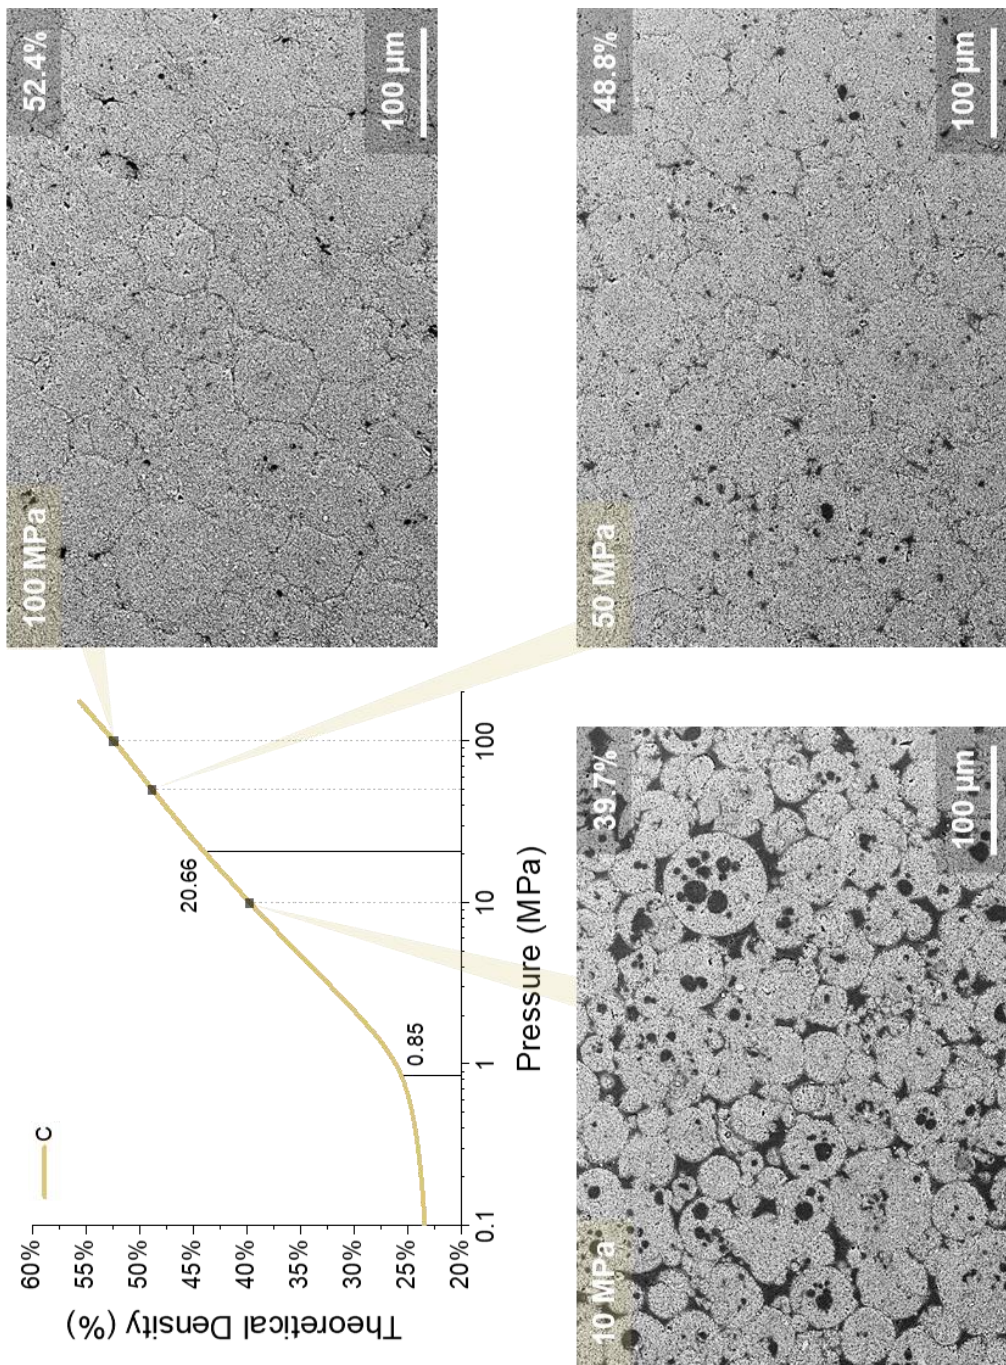 C
60%
55%
50%
45%
40%
35%
30%
25%
20%
Theoretical Density (%)
0.85
20.66
0.1
1
10
100
Pressure (MPa)
100 MPa
52.4%
100 µm
10 MPa
39.7%
100 µm
50 MPa
48.8%
100 µm